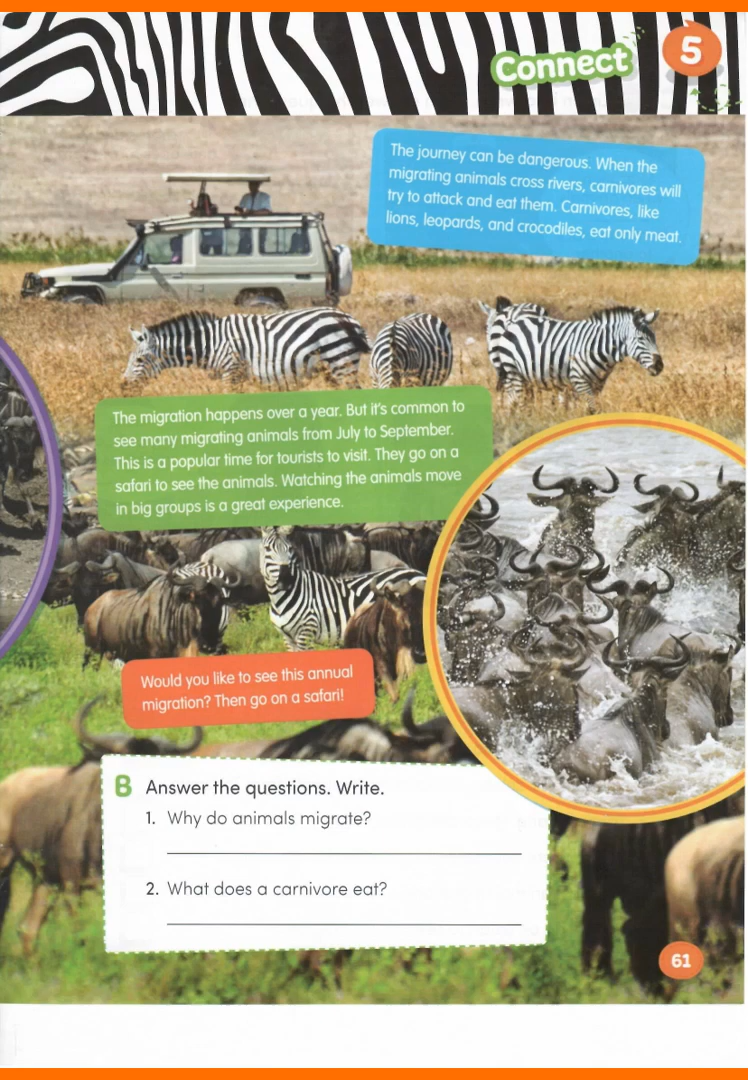 Connect
5
The journey can be dangerous. When the
migrating animals cross rivers, carnivores will
try to attack and eat them. Carnivores, like
lions, leopards, and crocodiles, eat only meat.
The migration happens over a year. But it's common to
see many migrating animals from July to September.
This is a popular time for tourists to visit. They go on a
safari to see the animals. Watching the animals move
in big groups is a great experience.
Would you like to see this annual
migration? Then go on a safari!
B Answer the questions. Write.
1. Why do animals migrate?
2. What does a carnivore eat?
61